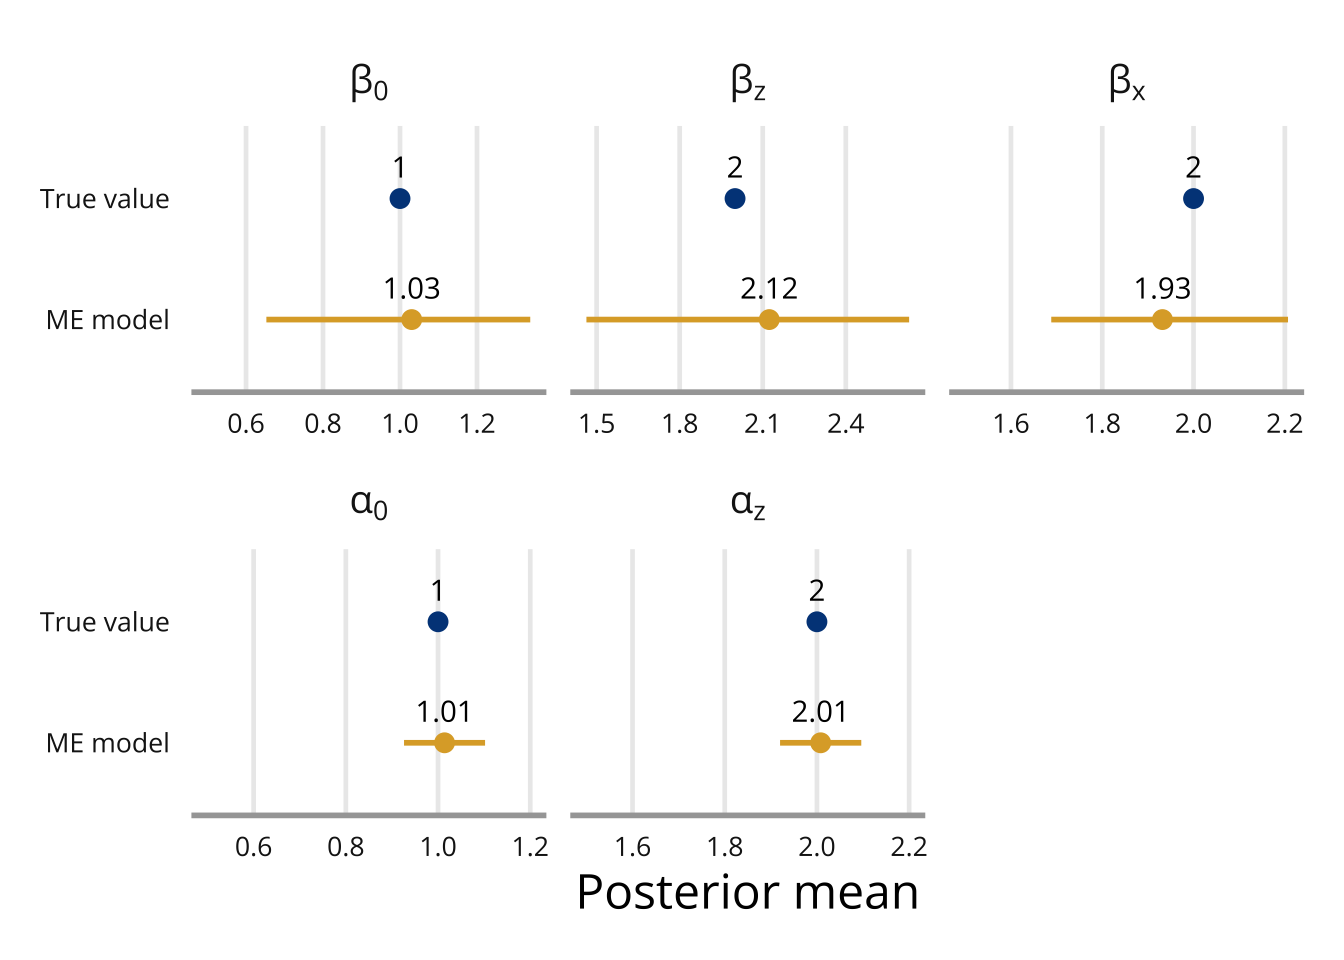 β0 βz βx
1 2 2
True value
1.03 2.12 1.93
ME model
0.6 0.8 1.0 1.2 1.5 1.8 2.1 2.4 1.6 1.8 2.0 2.2
α0 αz
1 2
True value
1.01 2.01
ME model
0.6 0.8 1.0 1.2 1.6 1.8 2.0 2.2
Posterior mean